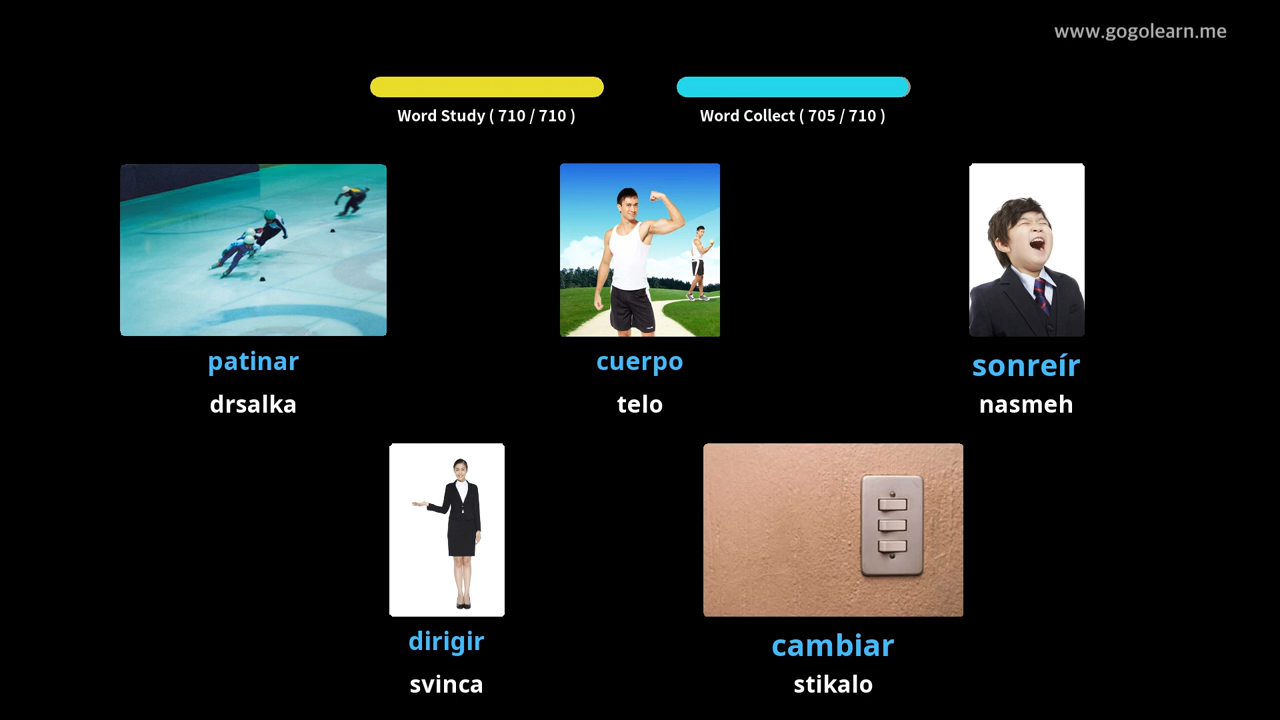 www.gogolearn.me
Word Study ( 710 / 710 )
Word Collect ( 705 / 710 )
patinar
drsalka
cuerpo
telo
sonreír
nasmeh
dirigir
svinca
cambiar
stikalo